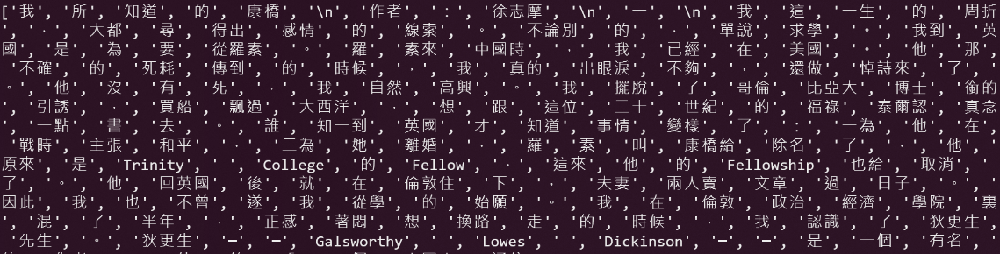 ['我', '所', '知道', '的', '康橋', '\n', '作者', ':', '徐志摩', '\n', '一', '\n', '我', '這', '一生', '的', '周折
', ',', '大都', '尋', '得出', '感情', '的', '線索', '。', '不論別', '的', ',', '單說', '求學', '。', '我到', '英
國', '是', '為', '要', '從羅素', '。', '羅', '素來', '中國時', ',', '我', '已經', '在', '美國', '。', '他', '那',
'不確', '的', '死耗', '傳到', '的', '時候', ',', '我', '真的', '出眼淚', '不夠', ',', '還做', '悼詩來', '了', '
。', '他', '沒', '有', '死', ',', '我', '自然', '高興', '。', '我', '擺脫', '了', '哥倫', '比亞大', '博士', '銜的
', '引誘', ',', '買船', '飄過', '大西洋', ',', '想', '跟', '這位', '二十', '世紀', '的', '福祿', '泰爾認', '真念
', '一點', '書', '去', '。', '誰', '知一到', '英國', '才', '知道', '事情', '變樣', '了', ':', '一為', '他', '在',
'戰時', '主張', '和平', ',', '二為', '她', '離婚', ',', '羅', '素', '叫', '康橋給', '除名', '了', ',', '他', '
原來', '是', 'Trinity', ' ', 'College', '的', 'Fellow', ',', '這來', '他', '的', 'Fellowship', '也給', '取消', '
了', '。', '他', '回英國', '後', '就', '在', '倫敦住', '下', ',', '夫妻', '兩人賣', '文章', '過', '日子', '。', '
因此', '我', '也', '不曾', '遂', '我', '從學', '的', '始願', '。', '我', '在', '倫敦', '政治', '經濟', '學院', '裏
', '混', '了', '半年', ',', '正感', '著悶', '想', '換路', '走', '的', '時候', ',', '我', '認識', '了', '狄更生',
'先生', '。', '狄更生', '—', '—', 'Galsworthy', ' ', 'Lowes', ' ', 'Dickinson', '—', '—', '是', '一個', '有名', '